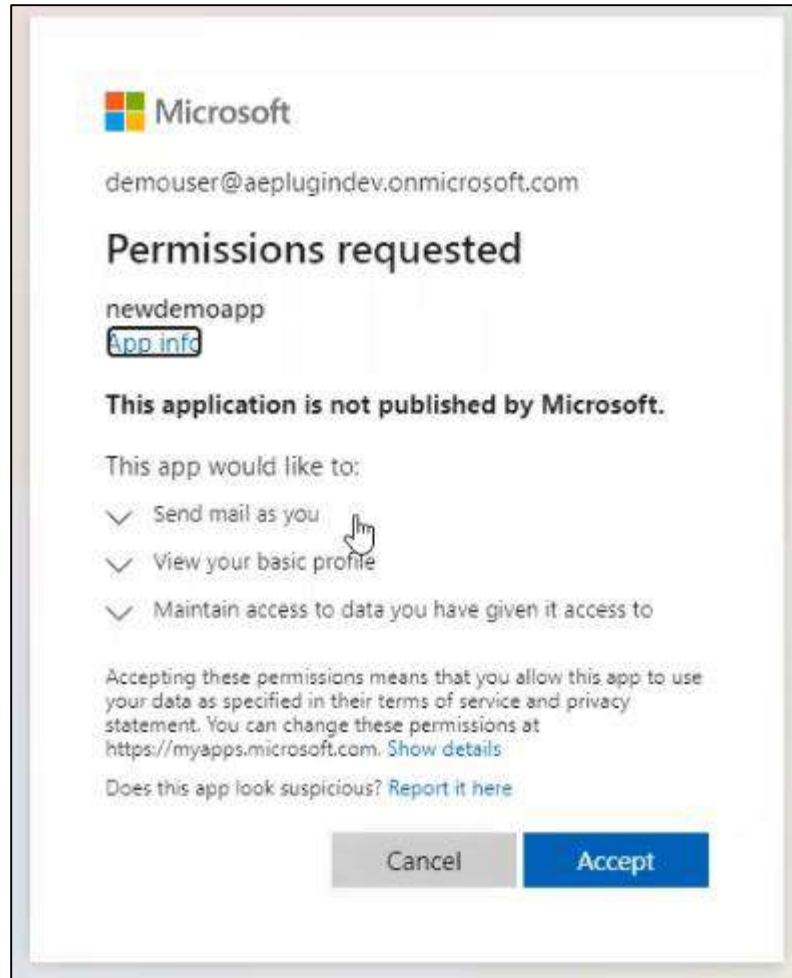 Microsoft
demouser@aeplugindev.onmicrosoft.com
Permissions requested
newdemoapp
App info
This application is not published by Microsoft.
This app would like to:
Send mail as you
View your basic profile
Maintain access to data you have given it access to
Accepting these permissions means that you allow this app to use
your data as specified in their terms of service and privacy
statement. You can change these permissions at
https://myapps.microsoft.com. Show details
Does this app look suspicious? Report it here
Cancel
Accept